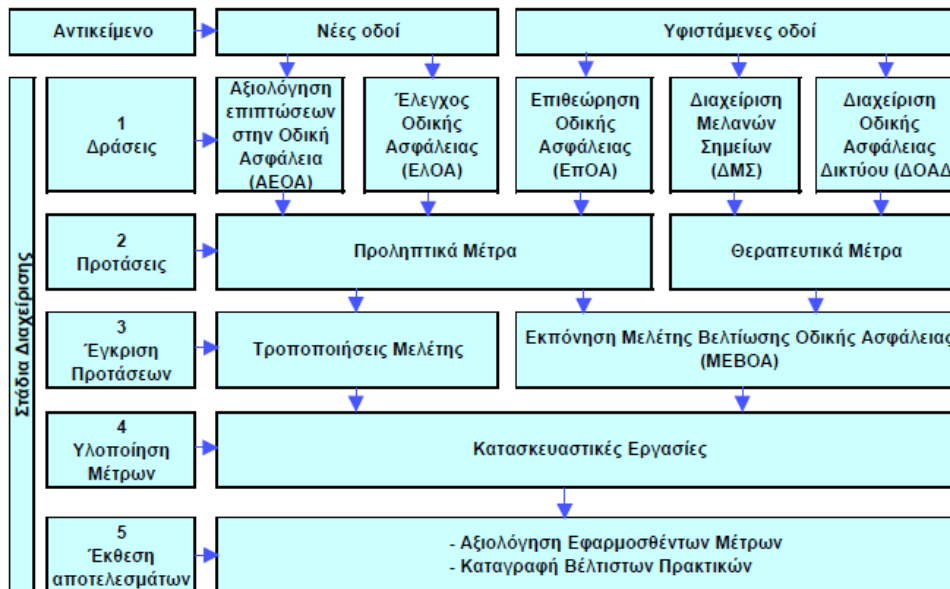 Αντικείμενο
Νέες οδοί
Υφιστάμενες οδοί
Στάδια Διαχείρισης
1
Δράσεις
Αξιολόγηση
επιπτώσεων
στην Οδική
Ασφάλεια
(ΑΕΟΑ)
Έλεγχος
Οδικής
Ασφάλειας
(ΕλΟΑ)
Επιθεώρηση
Οδικής
Ασφάλειας
(ΕπΟΑ)
Διαχείριση
Μελανών
Σημείων
(ΔΜΣ)
Διαχείριση
Οδικής
Ασφάλειας
Δικτύου (ΔΟΑΔ
2
Προτάσεις
Προληπτικά Μέτρα
Θεραπευτικά Μέτρα
3
Έγκριση
Προτάσεων
Τροποποιήσεις Μελέτης
Εκπόνηση Μελέτης Βελτίωσης Οδικής Ασφάλειας
(ΜΕΒΟΑ)
4
Υλοποίηση
Μέτρων
Κατασκευαστικές Εργασίες
5
Έκθεση
αποτελεσμάτων
- Αξιολόγηση Εφαρμοσθέντων Μέτρων
- Καταγραφή Βέλτιστων Πρακτικών